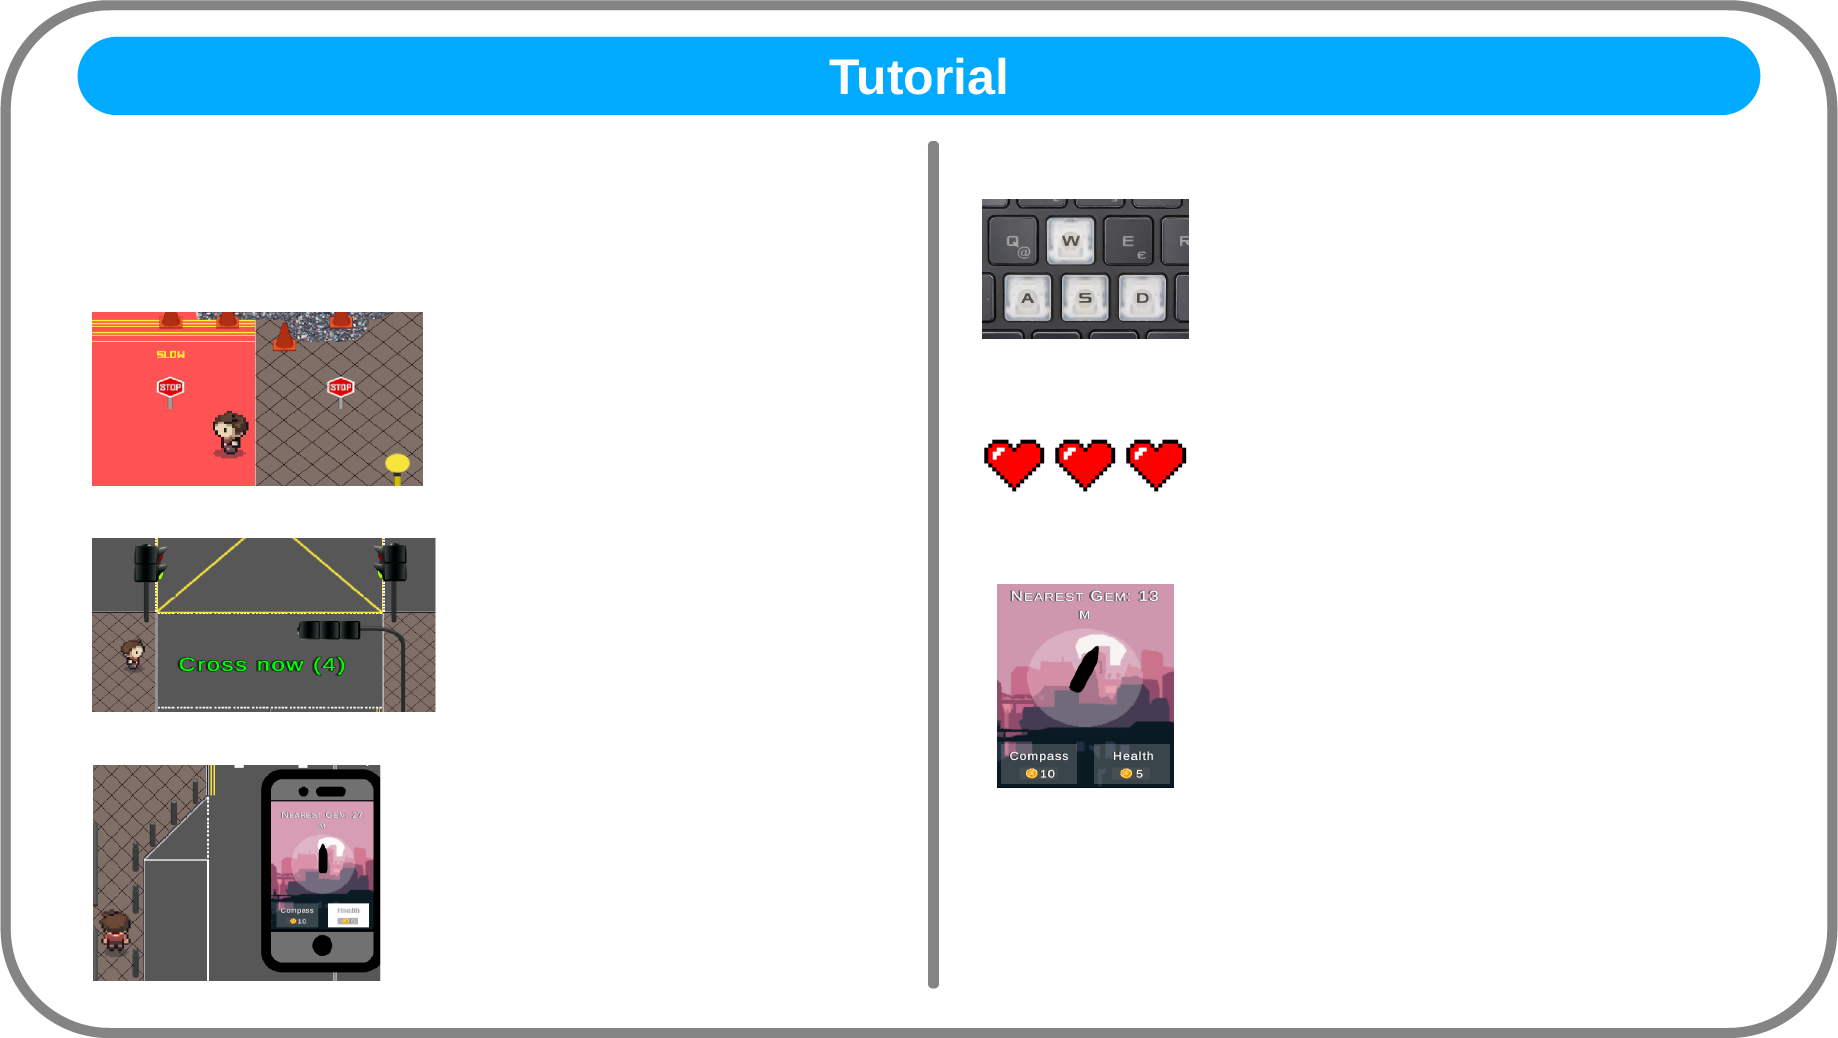 Tutorial
SLOW
STOP
STOP
Cross now (4)
NEAREST GEM: 27
M
Compass
Health
10
Q
@
W
E
€
R
A
S
D
NEAREST GEM: 13
M
Compass
Health
10
5